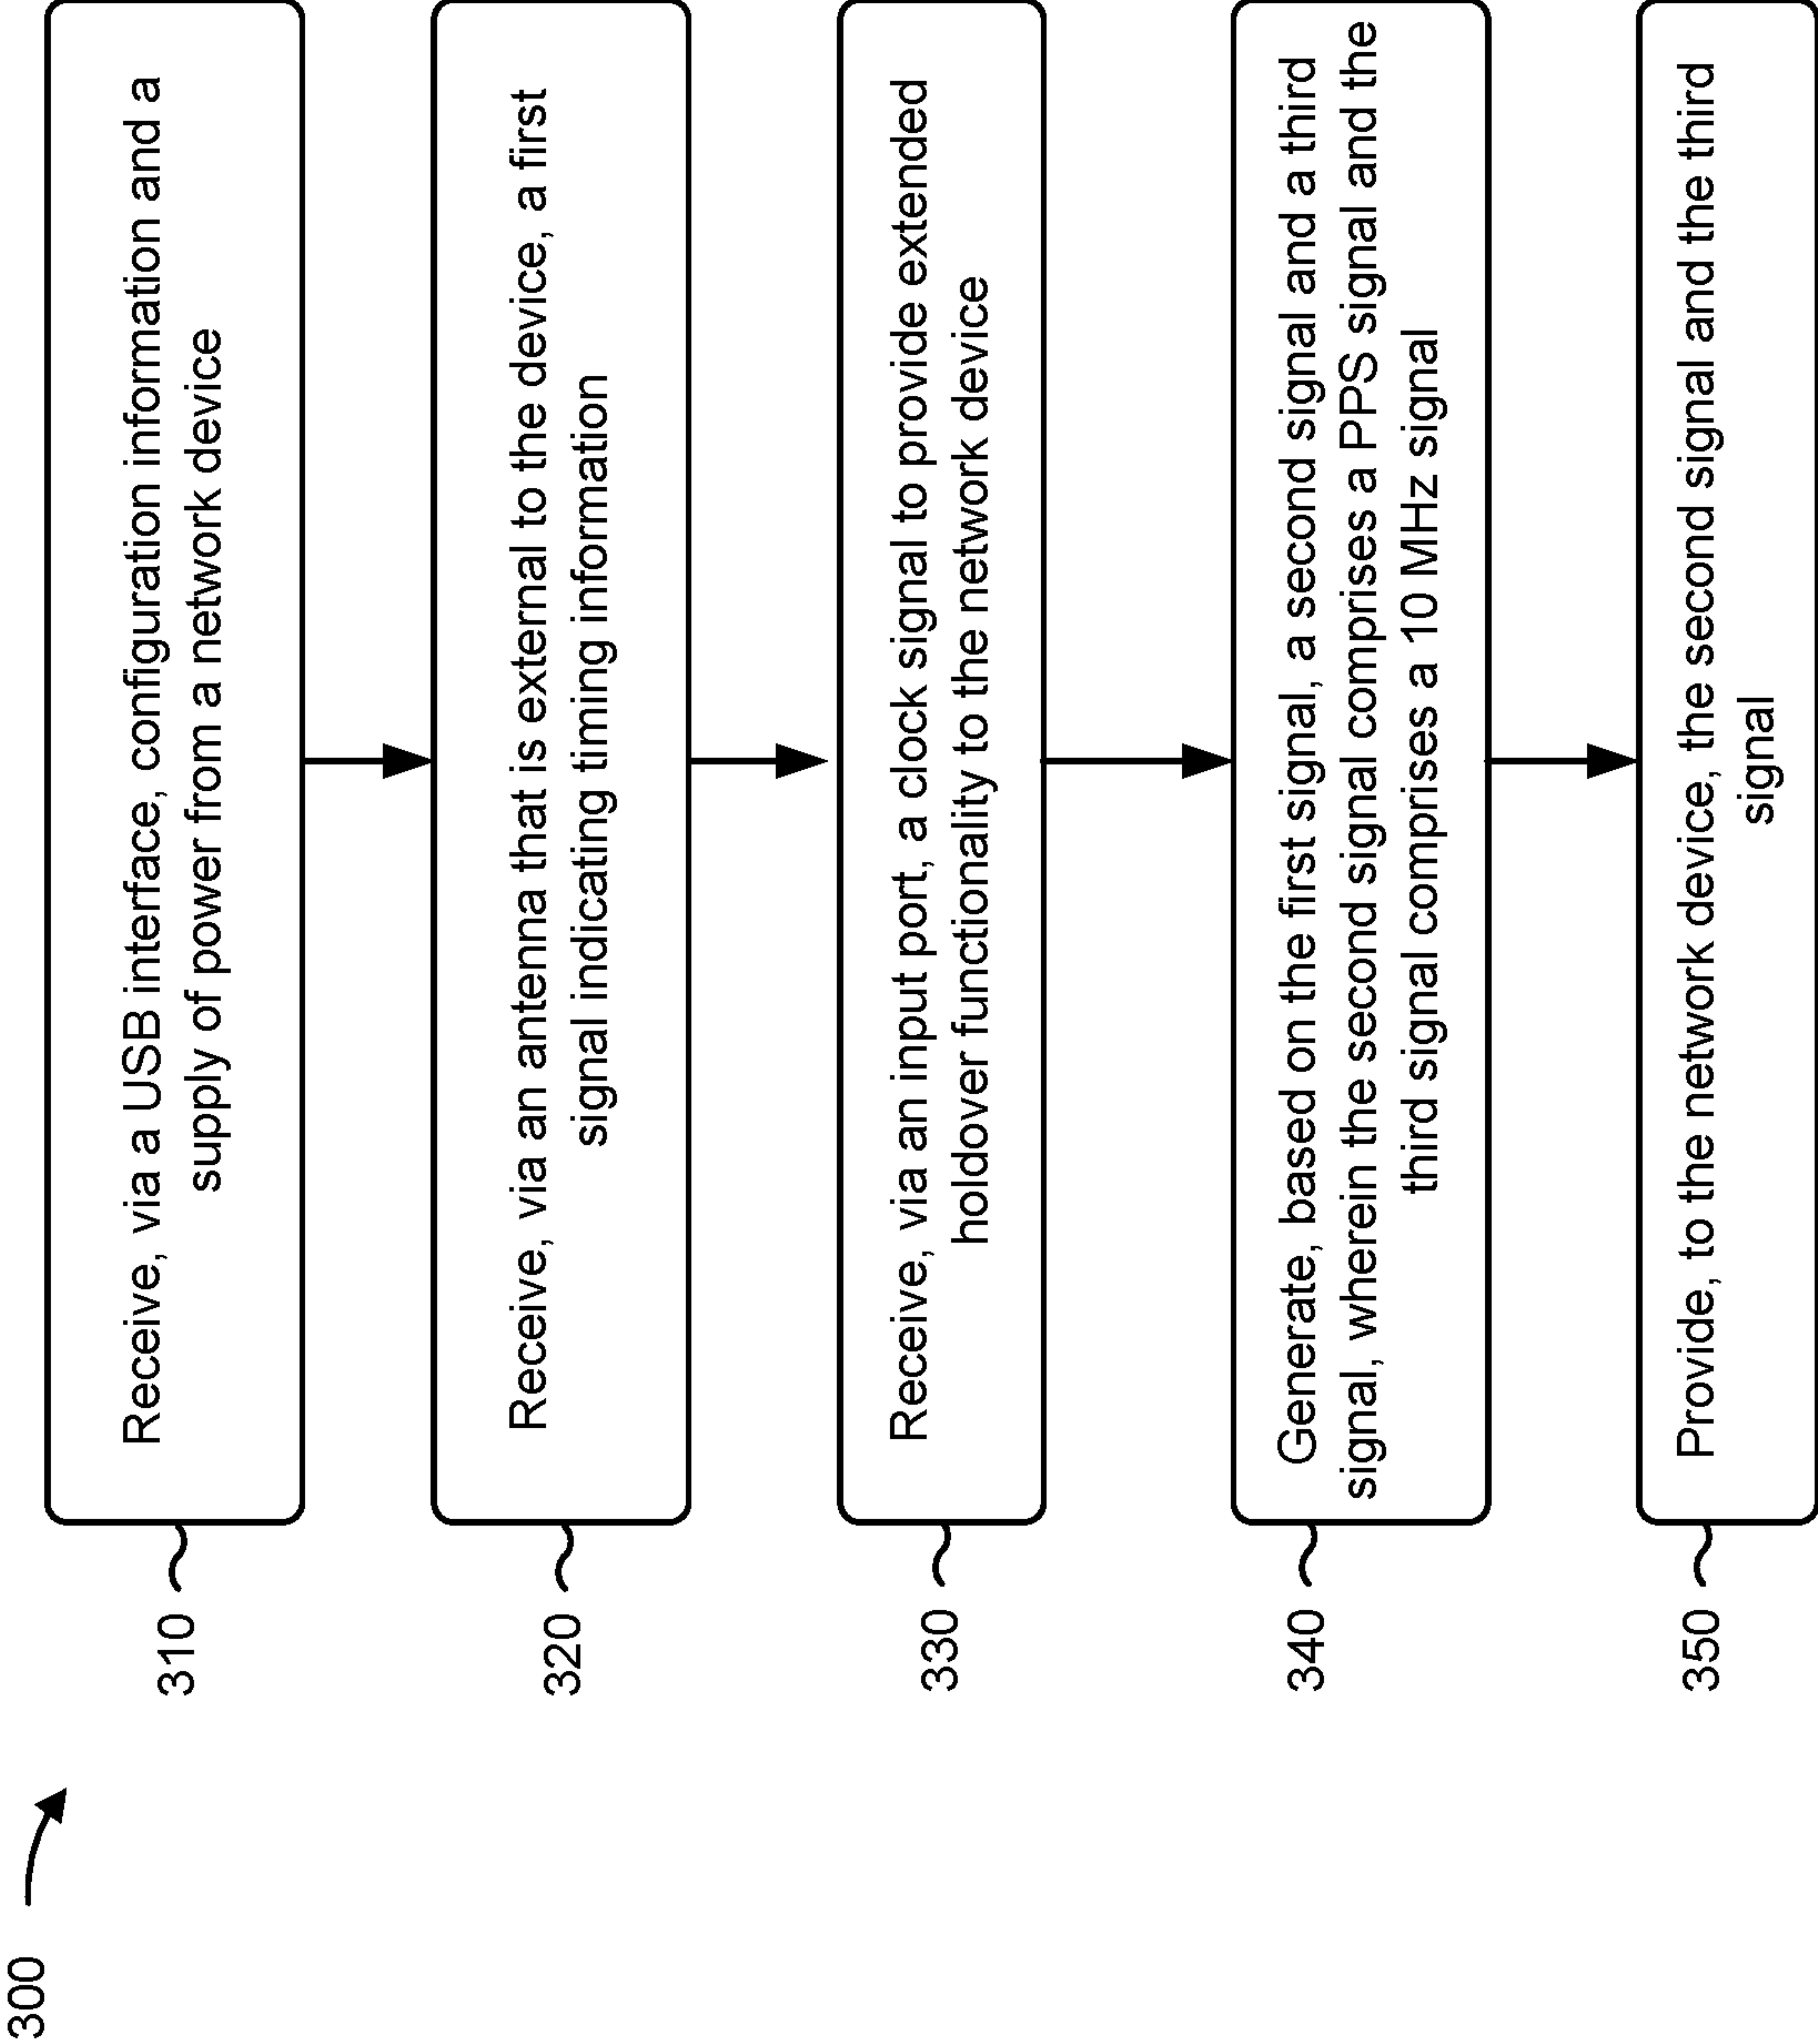 300
310
Receive, via a USB interface, configuration information and a
supply of power from a network device
320
Receive, via an antenna that is external to the device, a first
signal indicating timing information
330
Receive, via an input port, a clock signal to provide extended
holdover functionality to the network device
340
Generate, based on the first signal, a second signal and a third
signal, wherein the second signal comprises a PPS signal and the
third signal comprises a 10 MHz signal
350
Provide, to the network device, the second signal and the third
signal